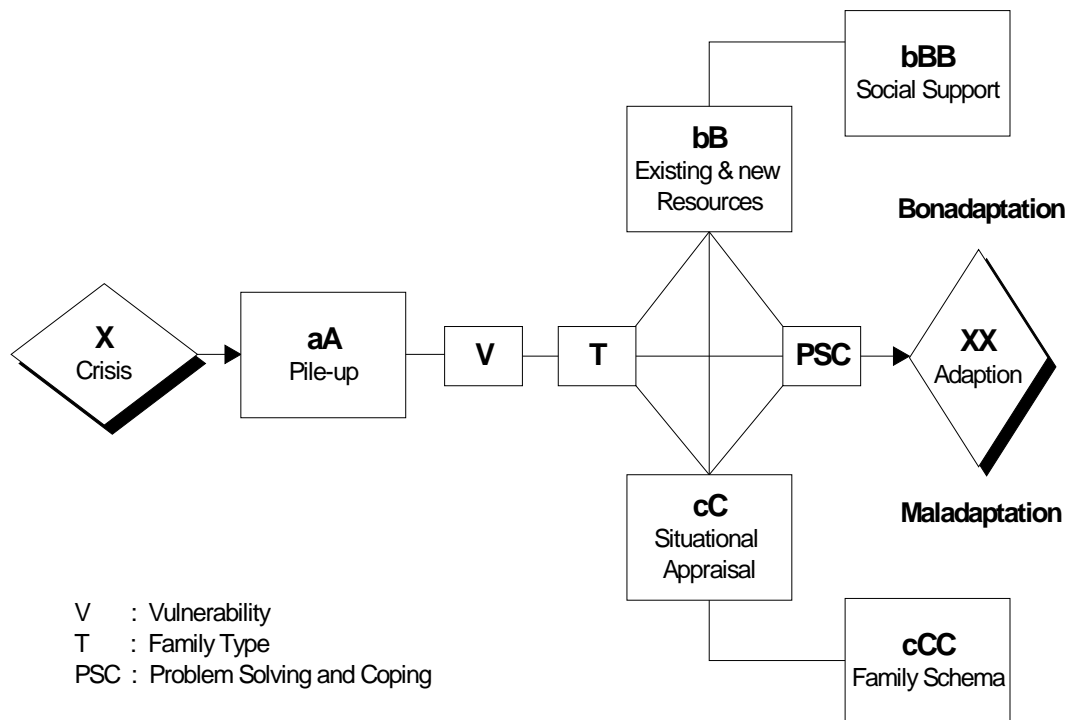 bBB
Social Support
bB
Existing & new
Resources
Bonadaptation
X
Crisis
aA
Pile-up
V
T
PSC
XX
Adaption
cC
Situational
Appraisal
Maladaptation
cCC
Family Schema
V : Vulnerability
T : Family Type
PSC : Problem Solving and Coping